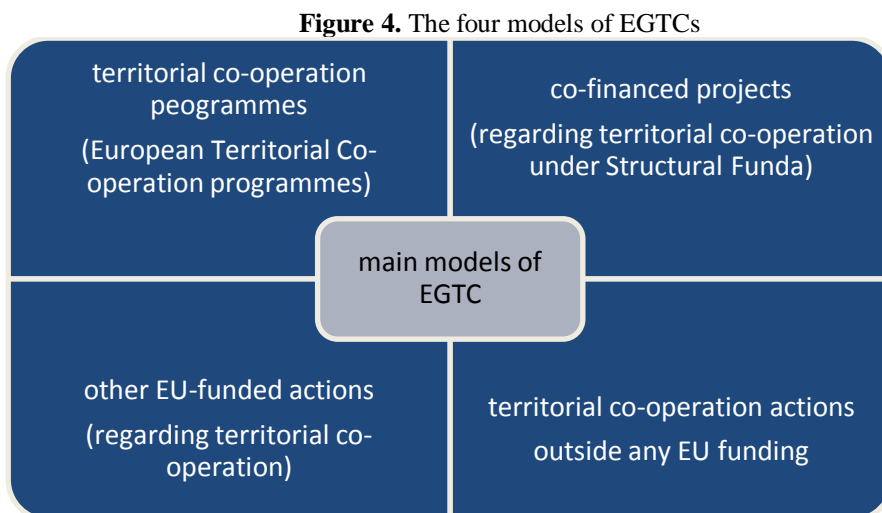 Figure 4. The four models of EGTCs
territorial co-operation
peogrammes
(European Territorial Co-
operation programmes)
co-financed projects
(regarding territorial co-operation
under Structural Funda)
main models of
EGTC
other EU-funded actions
(regarding territorial co-
operation)
territorial co-operation actions
outside any EU funding